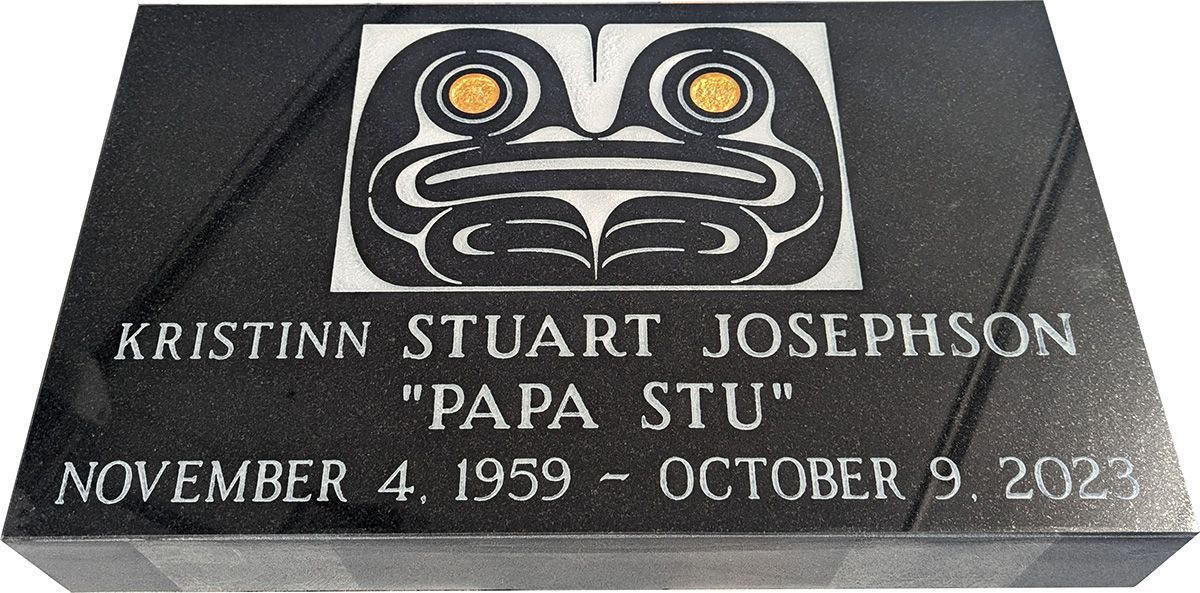 KRISTINN STUART JOSEPHSON
"PAPA STU"
NOVEMBER 4, 1959 ~ OCTOBER 9, 2023